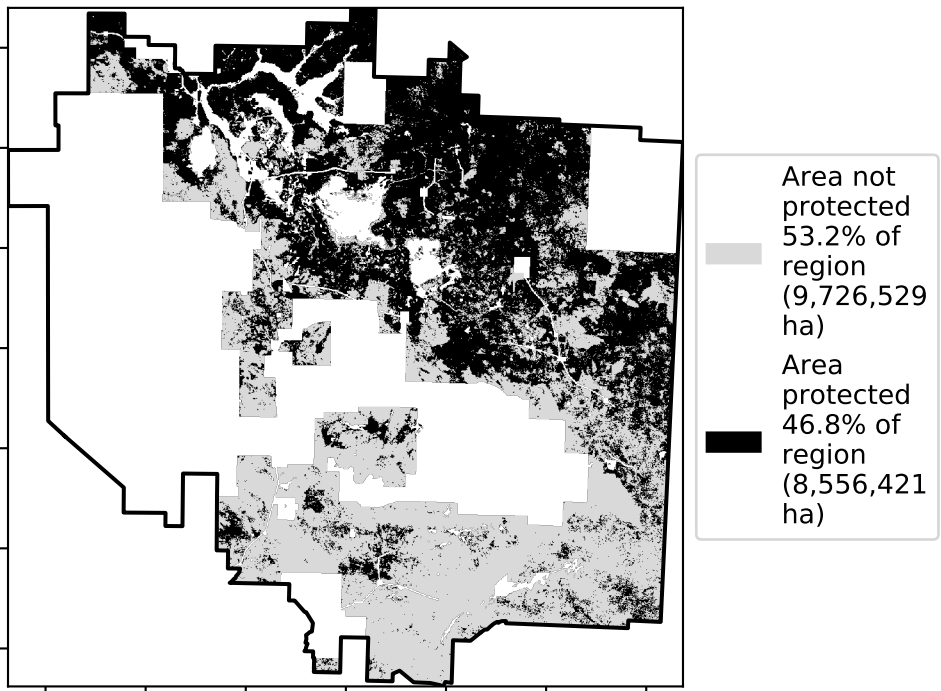 Area not
protected
53.2% of
region
(9,726,529
ha)
Area
protected
46.8% of
region
(8,556,421
ha)